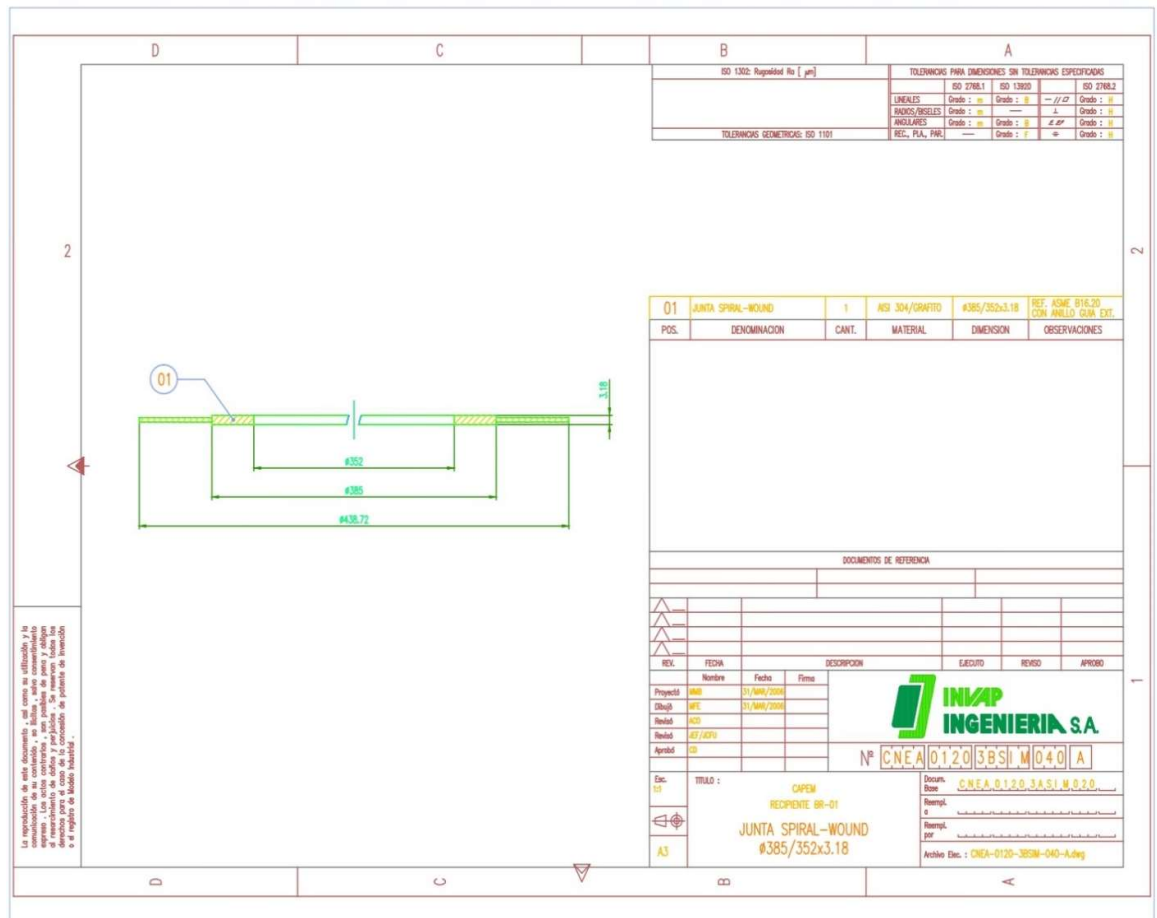 D
C
B
A
ISO 1302: Rugosidad Ra [ μm]
TOLERANCIAS GEOMETRICAS: ISO 1101
TOLERANCIAS PARA DIMENSIONES SIN TOLERANCIAS ESPECIFICADAS
ISO 2768.1 ISO 13920 ISO 2768.2
LINEALES Grado : m Grado : B Grado : H
RADIOS/BISELES Grado : m — Grado : H
ANGULARES Grado : m Grado : B Grado : H
REC., PLA., PAR. — Grado : F Grado : H
2
2
01 JUNTA SPIRAL-WOUND 1 AISI 304/GRAFITO ø385/352x3.18 REF. ASME B16.20
CON ANILLO GUIA EXT.
POS. DENOMINACION CANT. MATERIAL DIMENSION OBSERVACIONES
01
3.18
ø352
ø385
ø438.72
DOCUMENTOS DE REFERENCIA
REV. FECHA DESCRIPCION EJECUTO REVISO APROBO
Nombre Fecha Firma
Proyectó 31/MAR/2006
Dibujó MFE 31/MAR/2006
Revisó
Revisó
Aprobó
INVAP
INGENIERIA S.A.
Nº CNEA 0120 3BSIM 040 A
Esc.
1:1
A3
TITULO :
CAPEM
RECIPIENTE BR-01
JUNTA SPIRAL-WOUND
ø385/352x3.18
Docum.
Base CNEA 0120 3ASIM 020
Reempl.
a
Reempl.
por
Archivo Elec. : CNEA-0120-3BSIM-040-A.dwg
1
La reproducción de este documento , así como su utilización y la
comunicación de su contenido , es ilícitas , salvo consentimiento
expreso . Los actos contrarios , son pasibles de pena y obligan
al resarcimiento de daños y perjuicios . Se reservan todos los
derechos para el caso de la concesión de patente de invención
o el registro de Modelo Industrial .
D
C
B
A